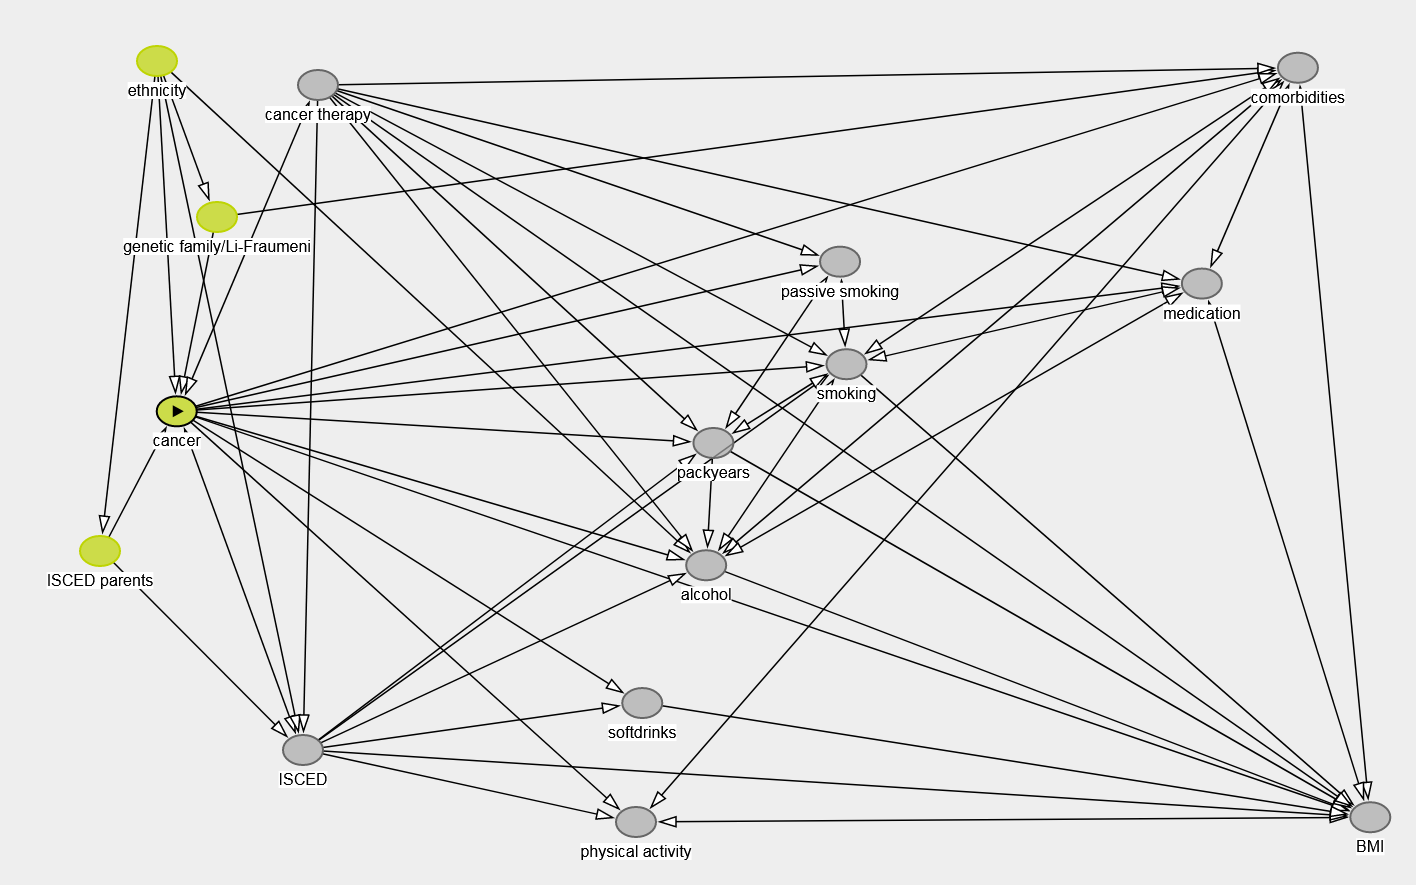 ethnicity
cancer therapy
comorbidities
genetic family/Li-Fraumeni
passive smoking
medication
smoking
cancer
packyears
ISCED parents
alcohol
softdrinks
ISCED
physical activity
BMI